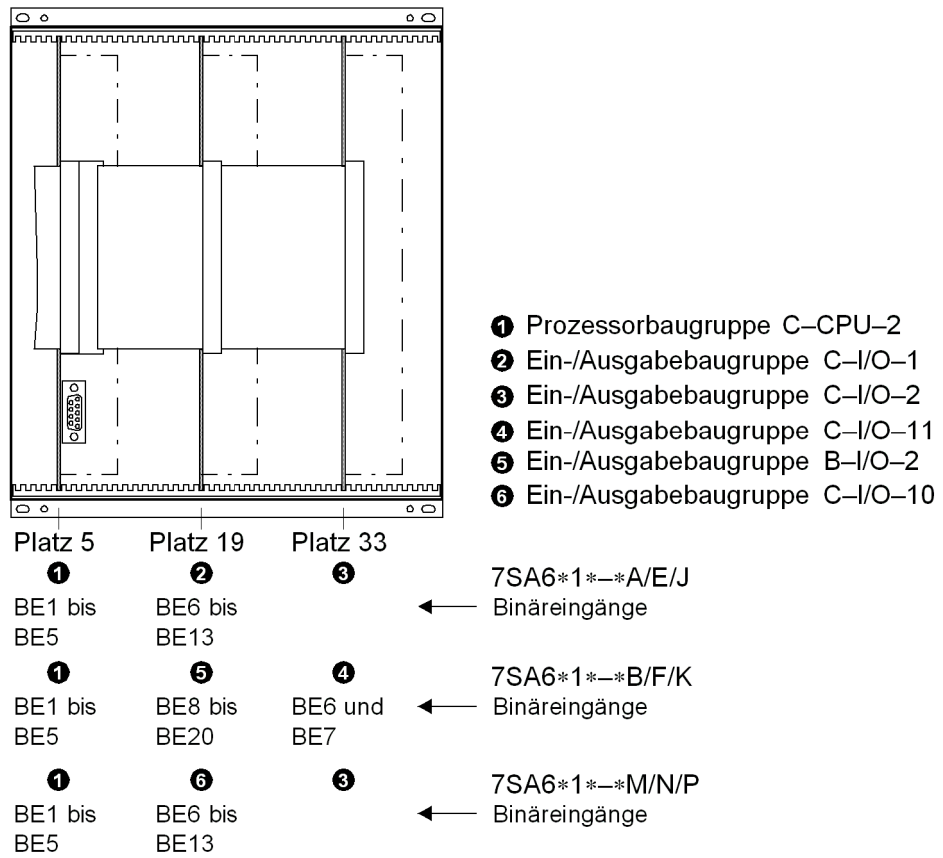 ❶ Prozessorbaugruppe C–CPU–2
❷ Ein-/Ausgabebaugruppe C–I/O–1
❸ Ein-/Ausgabebaugruppe C–I/O–2
❹ Ein-/Ausgabebaugruppe C–I/O–11
❺ Ein-/Ausgabebaugruppe B–I/O–2
❻ Ein-/Ausgabebaugruppe C–I/O–10
Platz 5 Platz 19 Platz 33
❶ ❷ ❸ 7SA6*1*–*A/E/J
BE1 bis BE6 bis Binäreingänge
BE5 BE13
❶ ❺ ❹ 7SA6*1*–*B/F/K
BE1 bis BE8 bis BE6 und Binäreingänge
BE5 BE20 BE7
❶ ❻ ❸ 7SA6*1*–*M/N/P
BE1 bis BE6 bis Binäreingänge
BE5 BE13